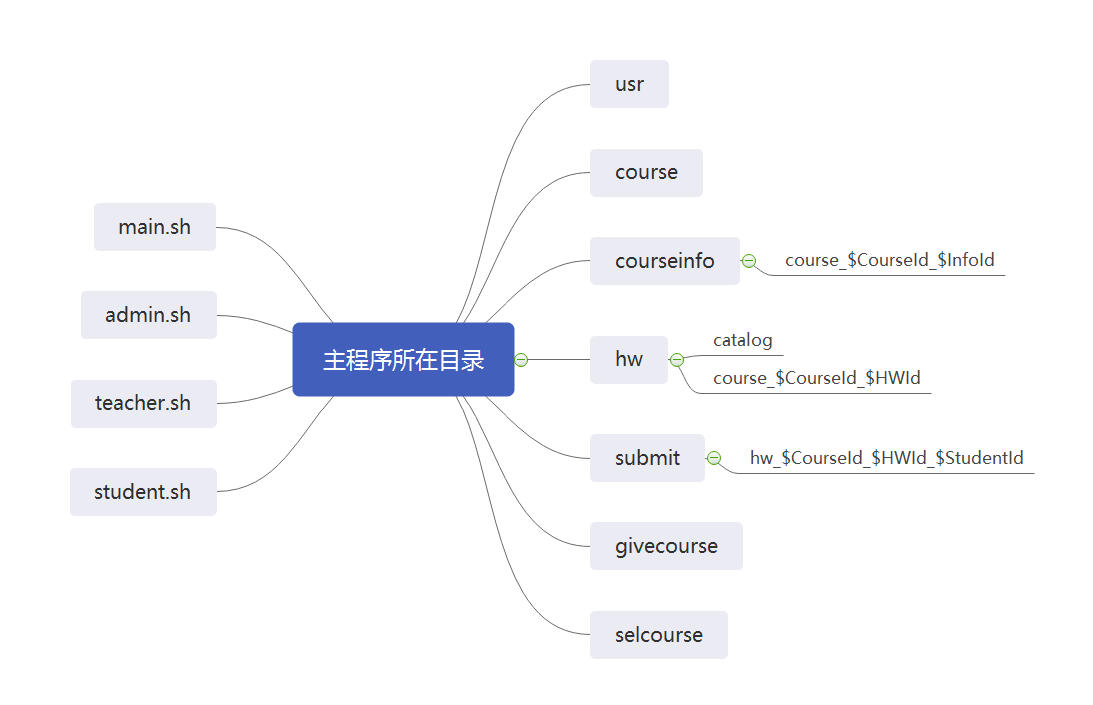 main.sh
admin.sh
teacher.sh
student.sh
主程序所在目录
usr
course
courseinfo
course_$CourseId_$InfoId
hw
catalog
course_$CourseId_$HWId
submit
hw_$CourseId_$HWId_$StudentId
givecourse
selcourse